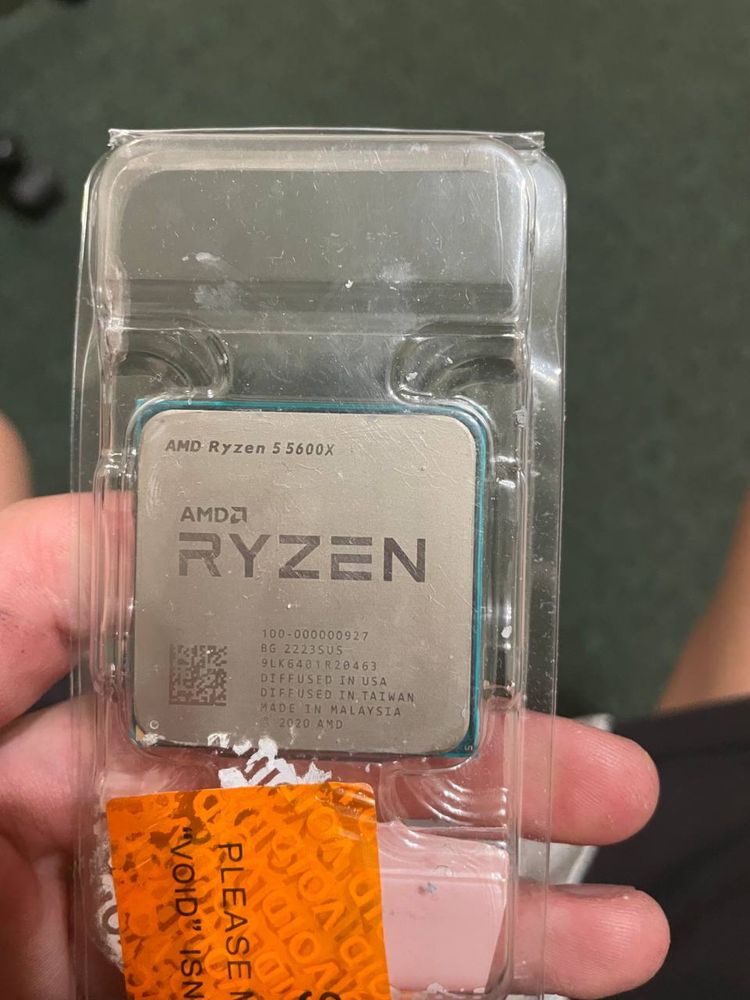 AMD Ryzen 5 5600X
AMD
RYZEN
100-000000927
BG 2223SUS
9LK6401R20463
DIFFUSED IN USA
DIFFUSED IN TAIWAN
MADE IN MALAYSIA
© 2020 AMD
PLEASE
"VOID" ISN
VOID